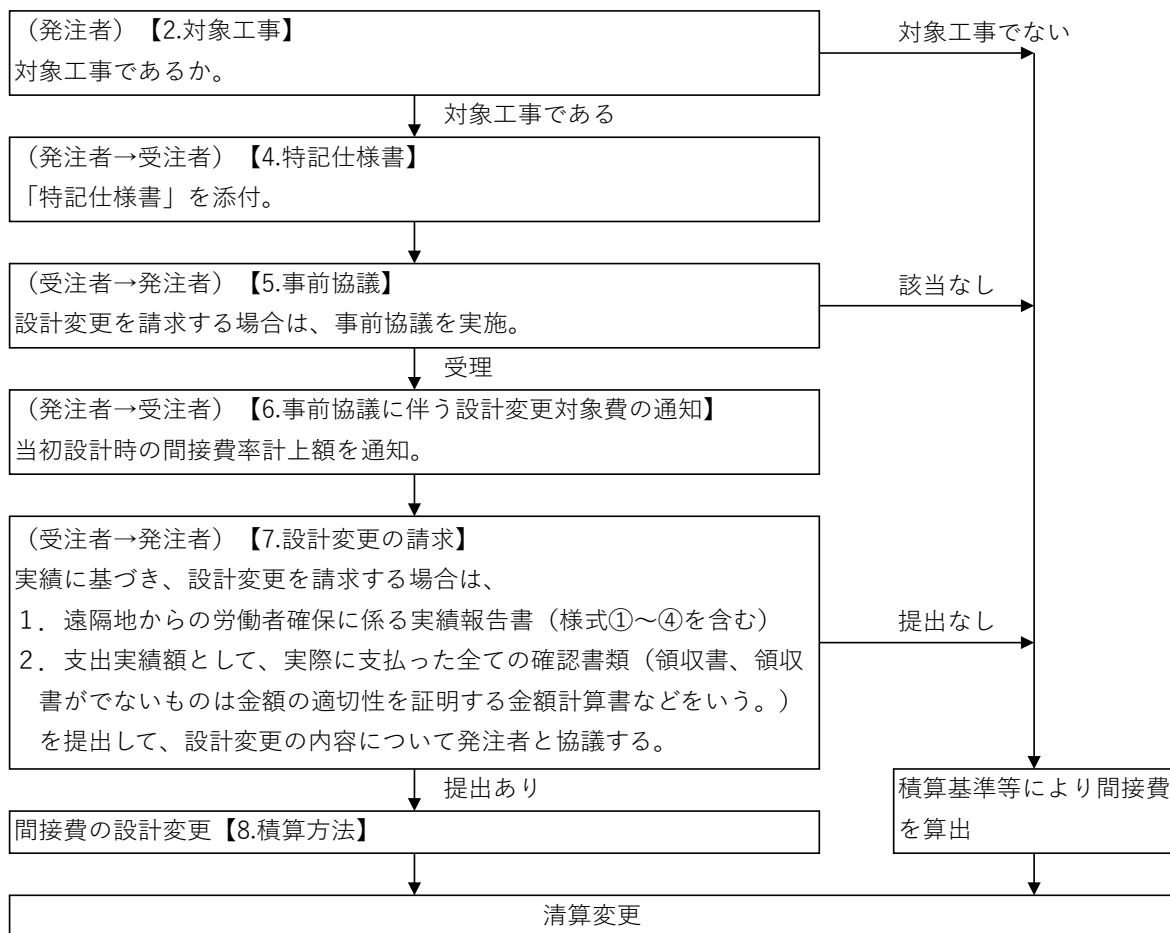 （発注者）【2.対象工事】
対象工事であるか。
対象工事でない
対象工事である
（発注者→受注者）【4.特記仕様書】
「特記仕様書」を添付。
（受注者→発注者）【5.事前協議】
設計変更を請求する場合は、事前協議を実施。
該当なし
受理
（発注者→受注者）【6.事前協議に伴う設計変更対象費の通知】
当初設計時の間接費率計上額を通知。
（受注者→発注者）【7.設計変更の請求】
実績に基づき、設計変更を請求する場合は、
１．遠隔地からの労働者確保に係る実績報告書（様式①～④を含む）
２．支出実績額として、実際に支払った全ての確認書類（領収書、領収
書がでないものは金額の適切性を証明する金額計算書などをいう。）
を提出して、設計変更の内容について発注者と協議する。
提出なし
提出あり
間接費の設計変更【8.積算方法】
積算基準等により間接費
を算出
清算変更